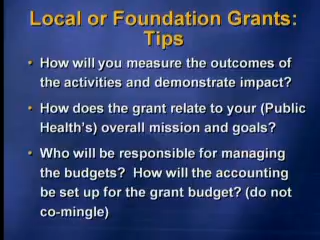 Local or Foundation Grants:
Tips
• How will you measure the outcomes of
the activities and demonstrate impact?
• How does the grant relate to your (Public
Health's) overall mission and goals?
• Who will be responsible for managing
the budgets? How will the accounting
be set up for the grant budget? (do not
co-mingle)